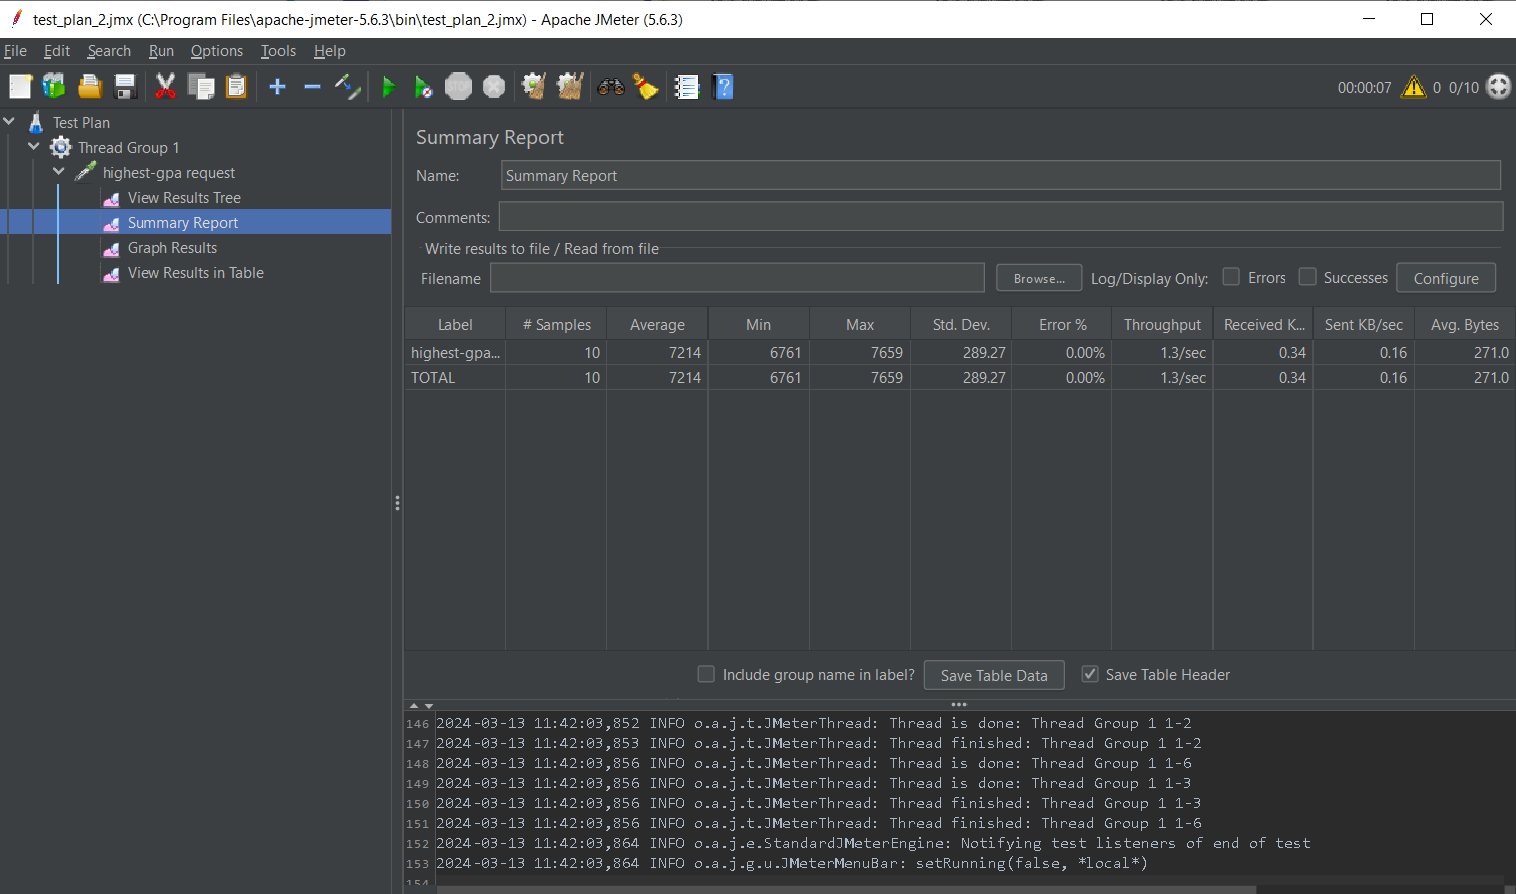 test_plan_2.jmx (C:\Program Files\apache-jmeter-5.6.3\bin\test_plan_2.jmx) - Apache JMeter (5.6.3)
File Edit Search Run Options Tools Help
STOP 00:00:07 0 0/10
Test Plan
Thread Group 1
highest-gpa request
View Results Tree
Summary Report
Graph Results
View Results in Table
Summary Report
Name: Summary Report
Comments:
Write results to file / Read from file
Filename Browse... Log/Display Only: Errors Successes Configure
Label # Samples Average Min Max Std. Dev. Error % Throughput Received K... Sent KB/sec Avg. Bytes
highest-gpa... 10 7214 6761 7659 289.27 0.00% 1.3/sec 0.34 0.16 271.0
TOTAL 10 7214 6761 7659 289.27 0.00% 1.3/sec 0.34 0.16 271.0
Include group name in label? Save Table Data Save Table Header
146 2024-03-13 11:42:03,852 INFO o.a.j.t.JMeterThread: Thread is done: Thread Group 1 1-2
147 2024-03-13 11:42:03,853 INFO o.a.j.t.JMeterThread: Thread finished: Thread Group 1 1-2
148 2024-03-13 11:42:03,856 INFO o.a.j.t.JMeterThread: Thread is done: Thread Group 1 1-6
149 2024-03-13 11:42:03,856 INFO o.a.j.t.JMeterThread: Thread is done: Thread Group 1 1-3
150 2024-03-13 11:42:03,856 INFO o.a.j.t.JMeterThread: Thread finished: Thread Group 1 1-3
151 2024-03-13 11:42:03,856 INFO o.a.j.t.JMeterThread: Thread finished: Thread Group 1 1-6
152 2024-03-13 11:42:03,864 INFO o.a.j.e.StandardJMeterEngine: Notifying test listeners of end of test
153 2024-03-13 11:42:03,864 INFO o.a.j.g.u.JMeterMenuBar: setRunning(false, *local*)
154